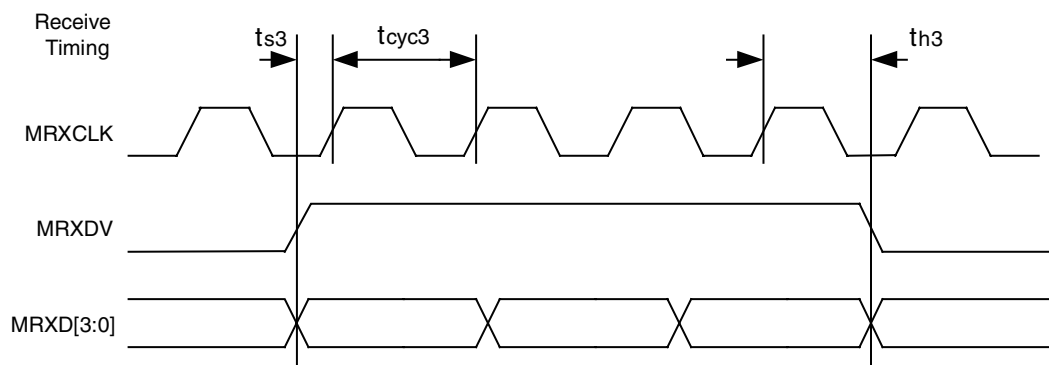 Receive
Timing
ts3
tcyc3
th3
MRXCLK
MRXDV
MRXD[3:0]